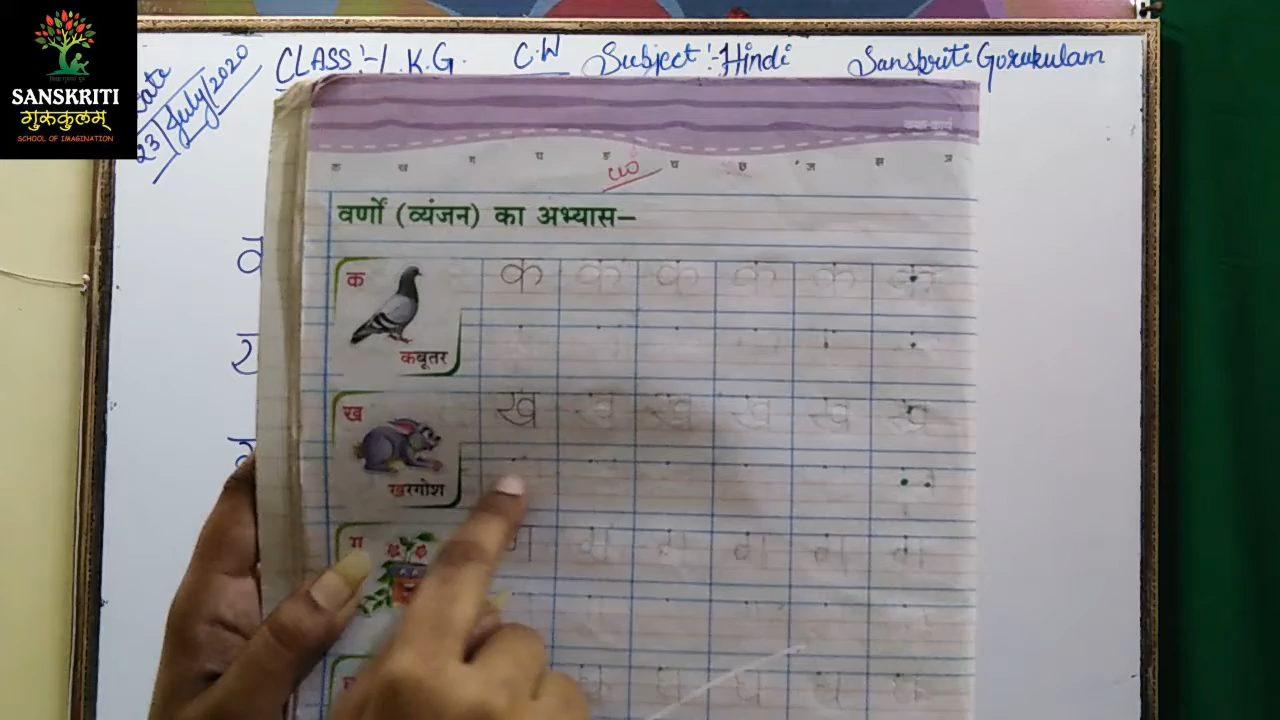 SANSKRITI
गुरुकुलम्
SCHOOL OF IMAGINATION
Date
23 July/2020
CLASS:-L.K.G. C.W Subject:-Hindi Sanskriti Gorukulam
क ख ग घ ङ च छ ज झ ञ
वर्णों (व्यंजन) का अभ्यास–
क
क क क क क क
कबूतर
ख
ख ख ख ख ख ख
खरगोश
ग
ग ग ग ग ग ग
घ घ घ घ घ